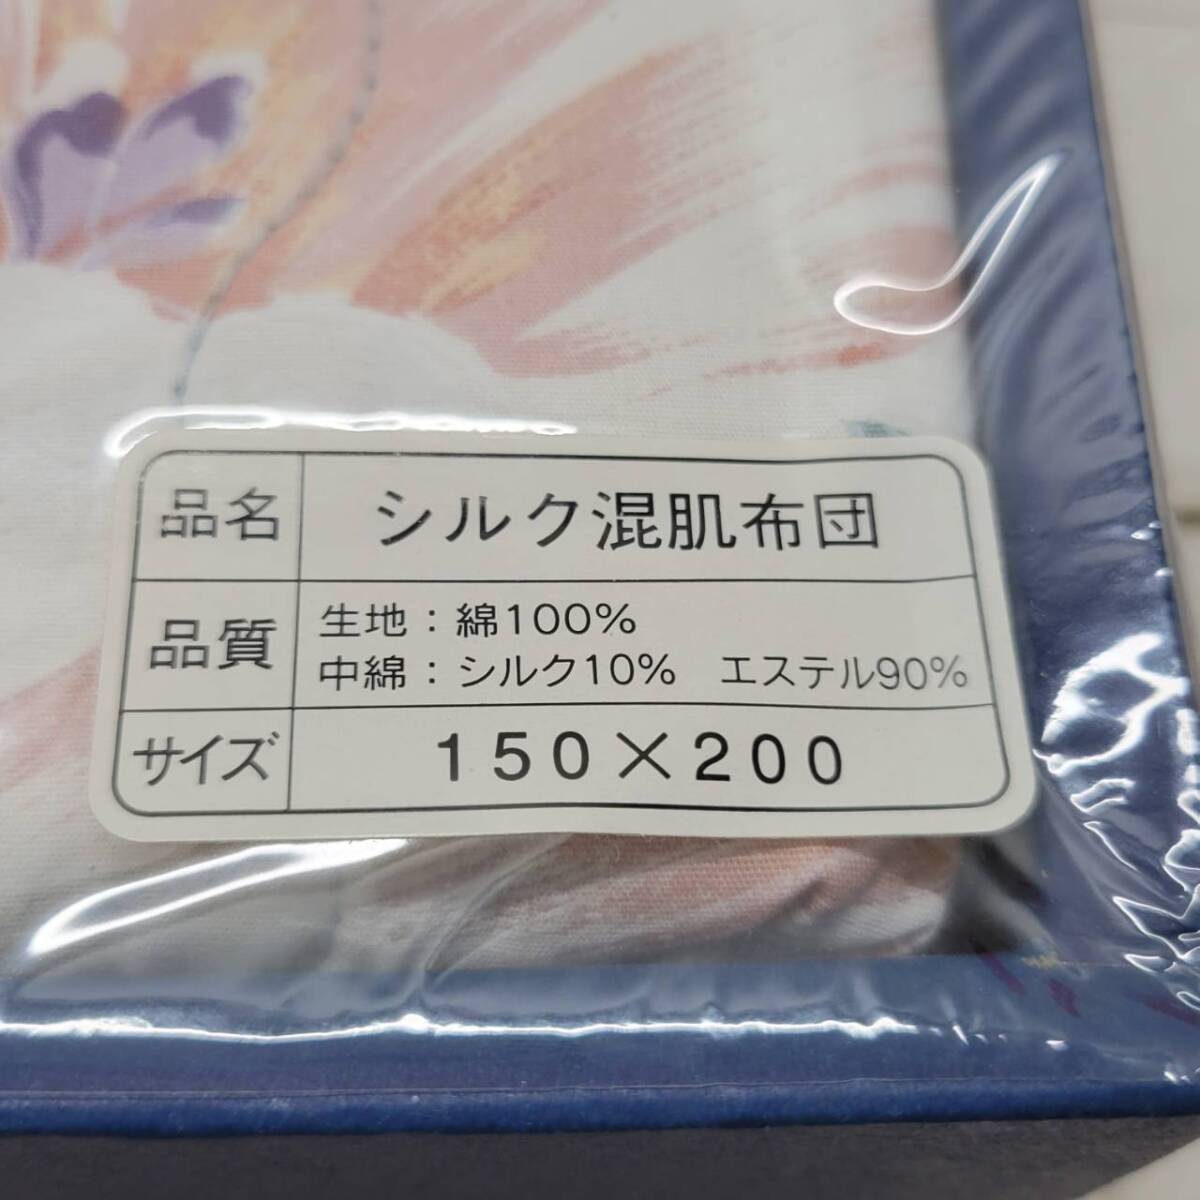 品名 シルク混肌布団
品質 生地：綿100%
中綿：シルク10% エステル90%
サイズ 150×200